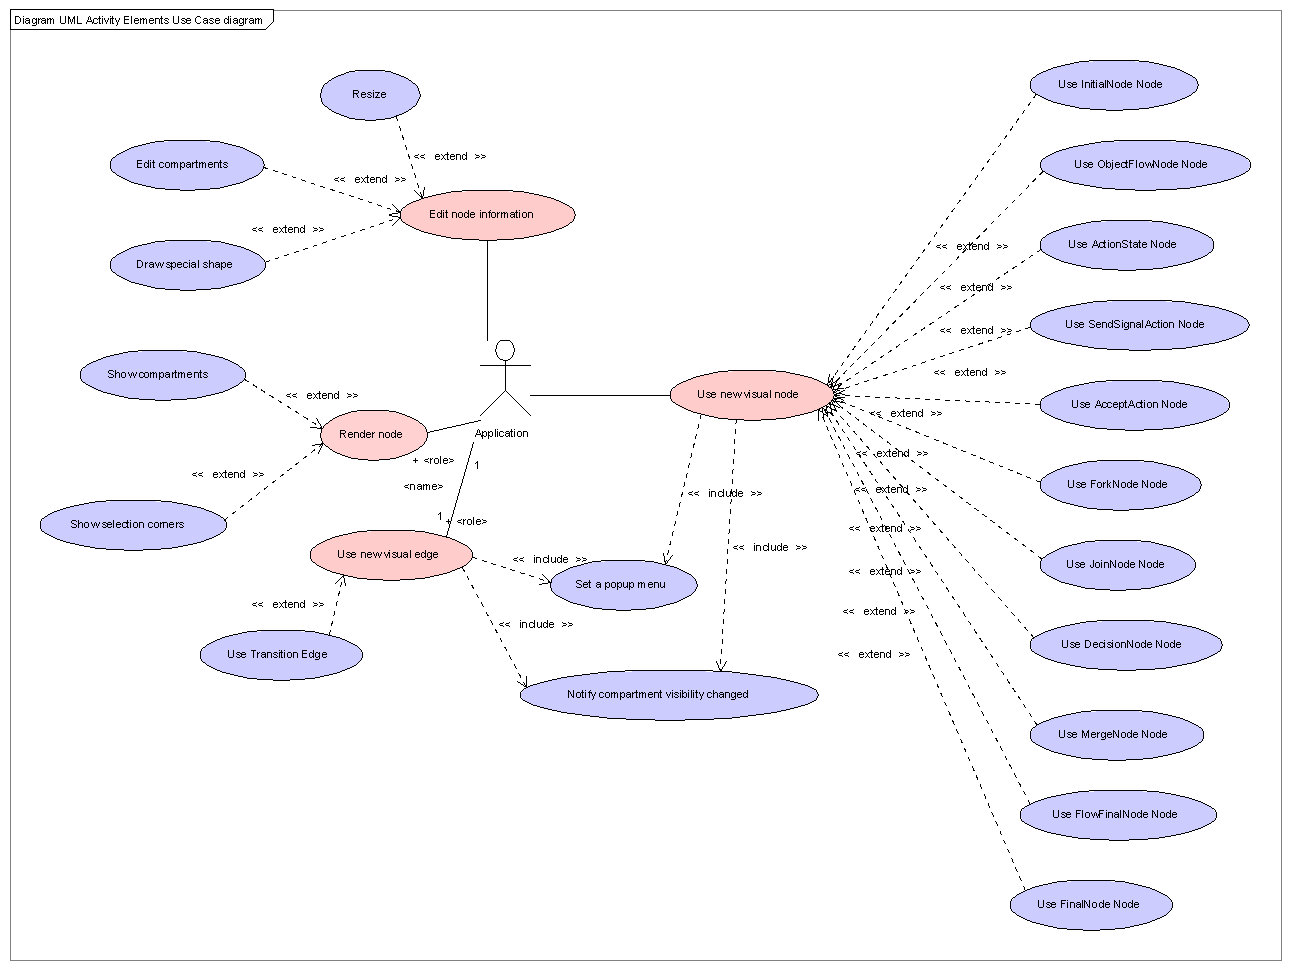 Diagram UML Activity Elements Use Case diagram
Resize
Use InitialNode Node
<< extend >>
Edit compartments
Use ObjectFlowNode Node
<< extend >>
Edit node information
<< extend >>
Draw special shape
Use ActionState Node
<< extend >>
<< extend >>
Use SendSignalAction Node
<< extend >>
Show compartments
<< extend >>
<< extend >>
Use new visual node
Use AcceptAction Node
<< extend >>
Render node
Application
+ <role>
1
<< extend >>
<< extend >>
<name>
Use ForkNode Node
<< extend >>
<< include >>
1
+ <role>
Show selection corners
<< extend >>
<< include >>
Use new visual edge
<< include >>
Use JoinNode Node
<< extend >>
Set a popup menu
<< extend >>
<< extend >>
<< include >>
Use DecisionNode Node
Use Transition Edge
<< extend >>
Notify compartment visibility changed
Use MergeNode Node
Use FlowFinalNode Node
Use FinalNode Node